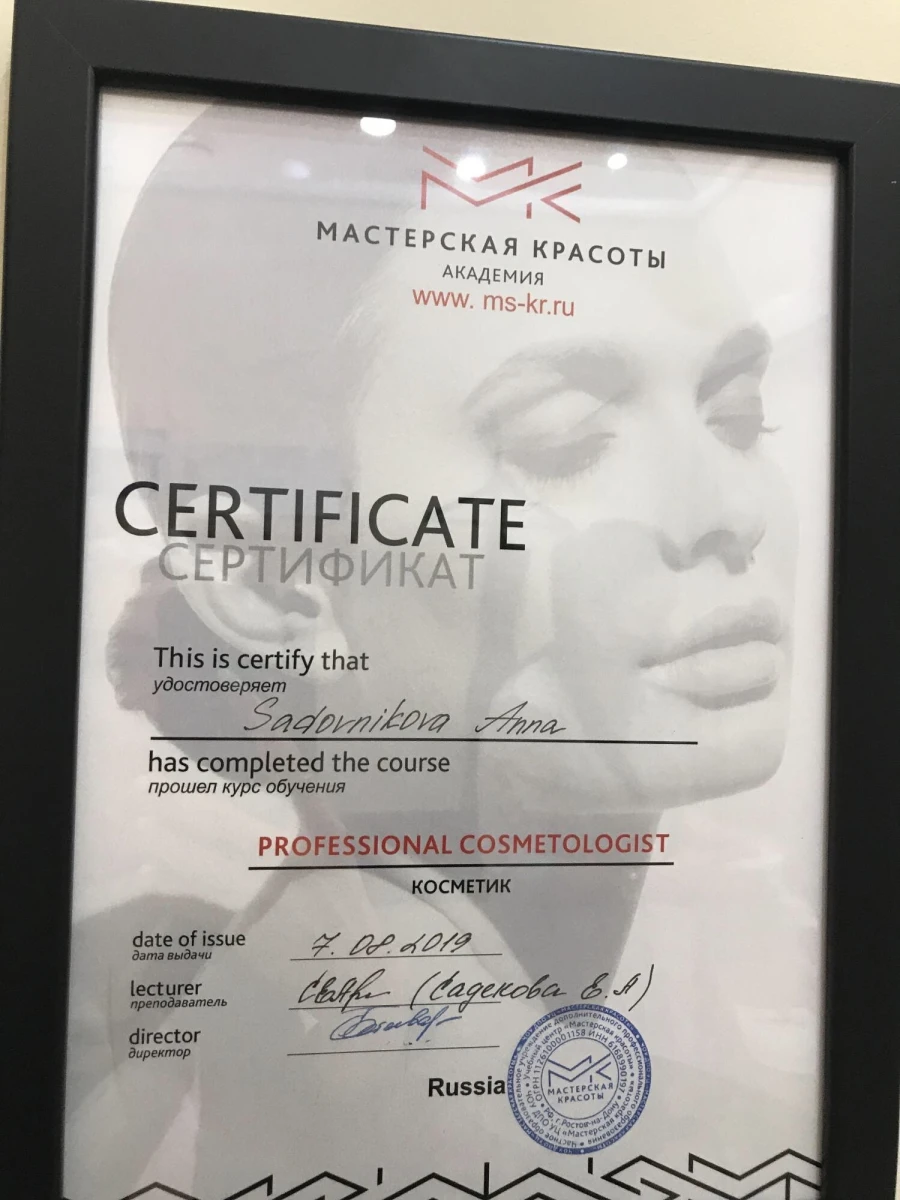 МАСТЕРСКАЯ КРАСОТЫ
АКАДЕМИЯ
www. ms-kr.ru
CERTIFICATE
СЕРТИФИКАТ
This is certify that
удостоверяет
Sadovnikova Anna
has completed the course
прошел курс обучения
PROFESSIONAL COSMETOLOGIST
КОСМЕТИК
date of issue 7.08.2019
дата выдачи
lecturer (Садекова Е.А)
преподаватель
director
директор
Russia
МАСТЕРСКАЯ
КРАСОТЫ